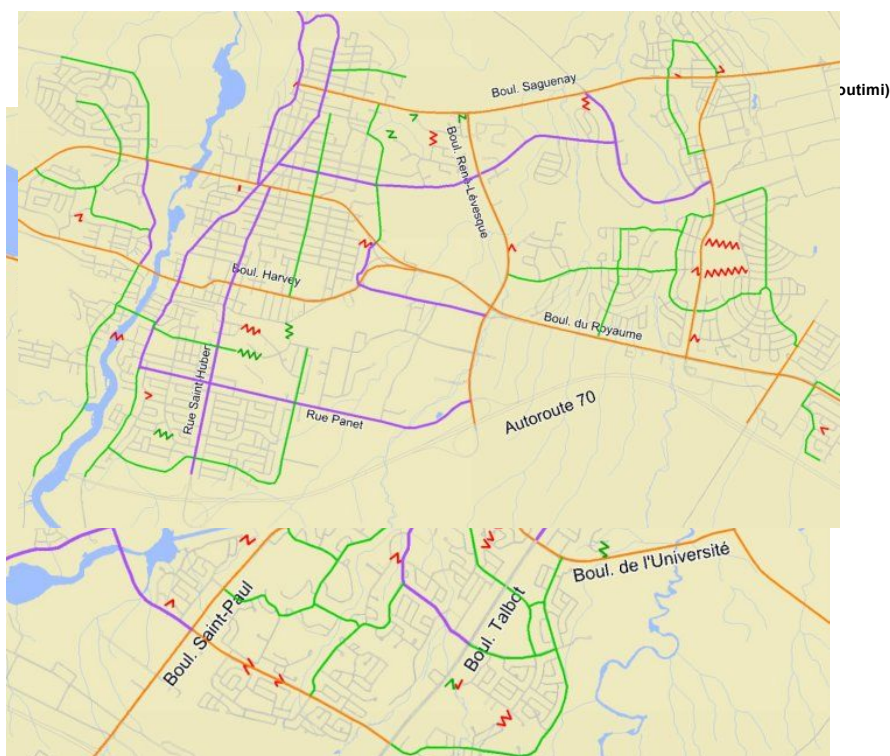 Boul. Saguenay
outimi)
Boul. René-Lévesque
Boul. Harvey
Boul. du Royaume
Rue Saint-Huber
Rue Panet
Autoroute 70
Boul. de l'Université
Boul. Saint-Paul
Boul. Talbot